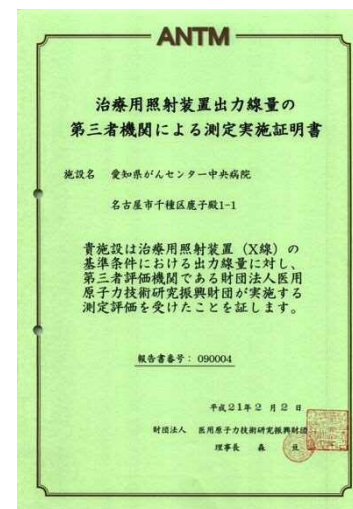 ANTM
治療用照射装置出力線量の
第三者機関による測定実施証明書
施設名 愛知県がんセンター中央病院
名古屋市千種区鹿子殿1-1
貴施設は治療用照射装置（X線）の
基準条件における出力線量に対し、
第三者評価機関である財団法人医用
原子力技術研究振興財団が実施する
測定評価を受けたことを証します。
報告書番号： 090004
平成21年2月2日
財団法人 医用原子力技術研究振興財団
理事長 森 亘